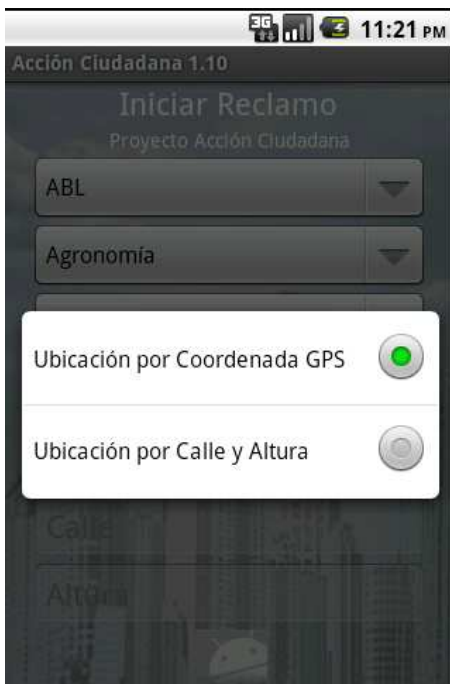 3G 11:21 PM
Acción Ciudadana 1.10
Iniciar Reclamo
Proyecto Acción Ciudadana
ABL
Agronomía
Ubicación por Coordenada GPS
Ubicación por Calle y Altura
Calle
Altura